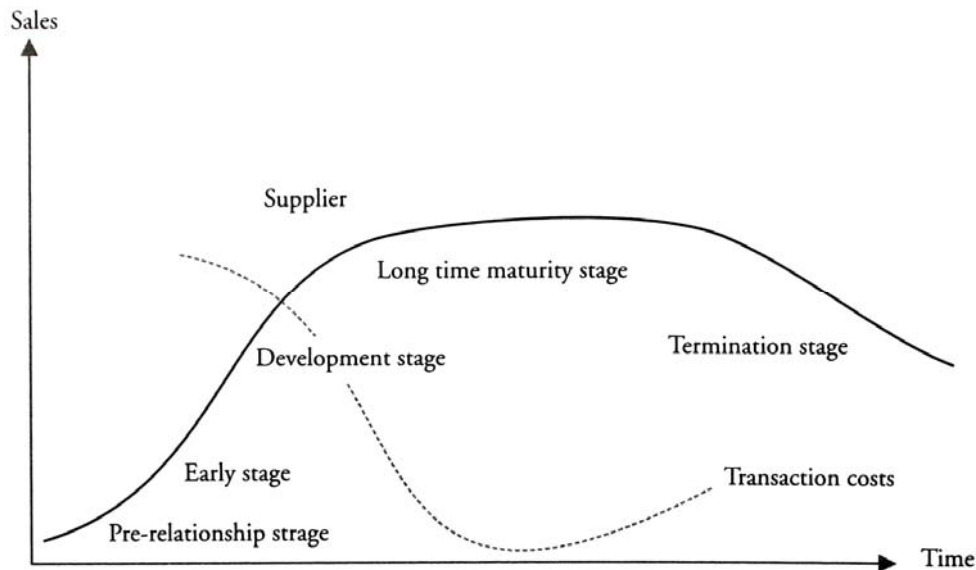 Sales
Supplier
Long time maturity stage
Development stage
Termination stage
Early stage
Transaction costs
Pre-relationship strage
Time